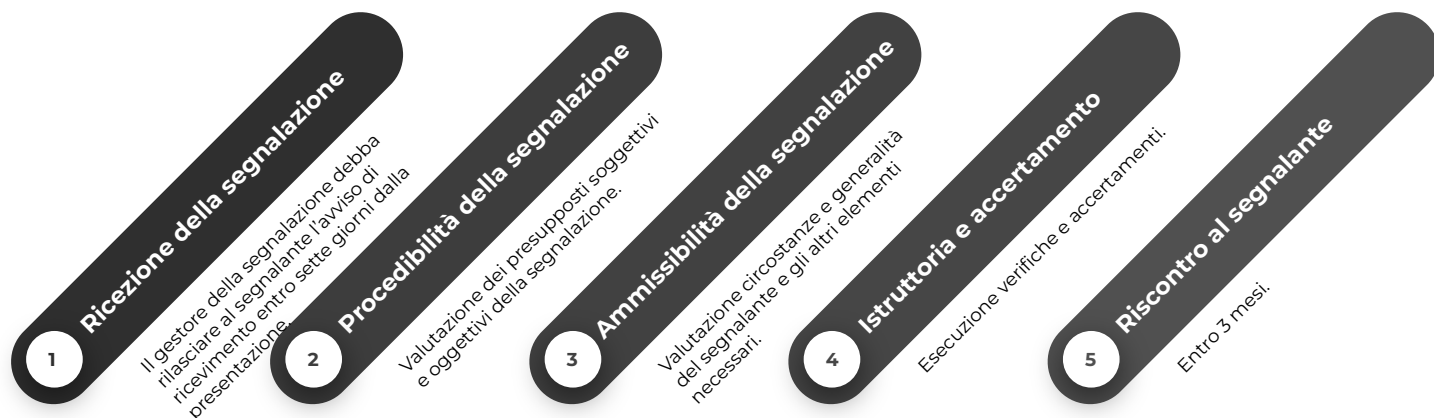 1
Ricezione della segnalazione
Il gestore della segnalazione debba
rilasciare al segnalante l'avviso di
ricevimento entro sette giorni dalla
presentazione.
2
Procedibilità della segnalazione
Valutazione dei presupposti soggettivi
e oggettivi della segnalazione.
3
Ammissibilità della segnalazione
Valutazione circostanze e generalità
del segnalante e gli altri elementi
necessari.
4
Istruttoria e accertamento
Esecuzione verifiche e accertamenti.
5
Riscontro al segnalante
Entro 3 mesi.